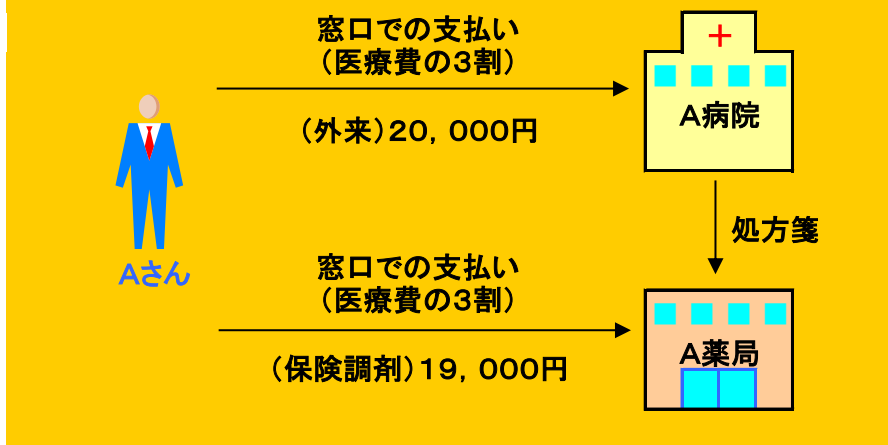 窓口での支払い
（医療費の３割）
（外来）２０，０００円
A病院
処方箋
Aさん
窓口での支払い
（医療費の３割）
（保険調剤）１９，０００円
A薬局